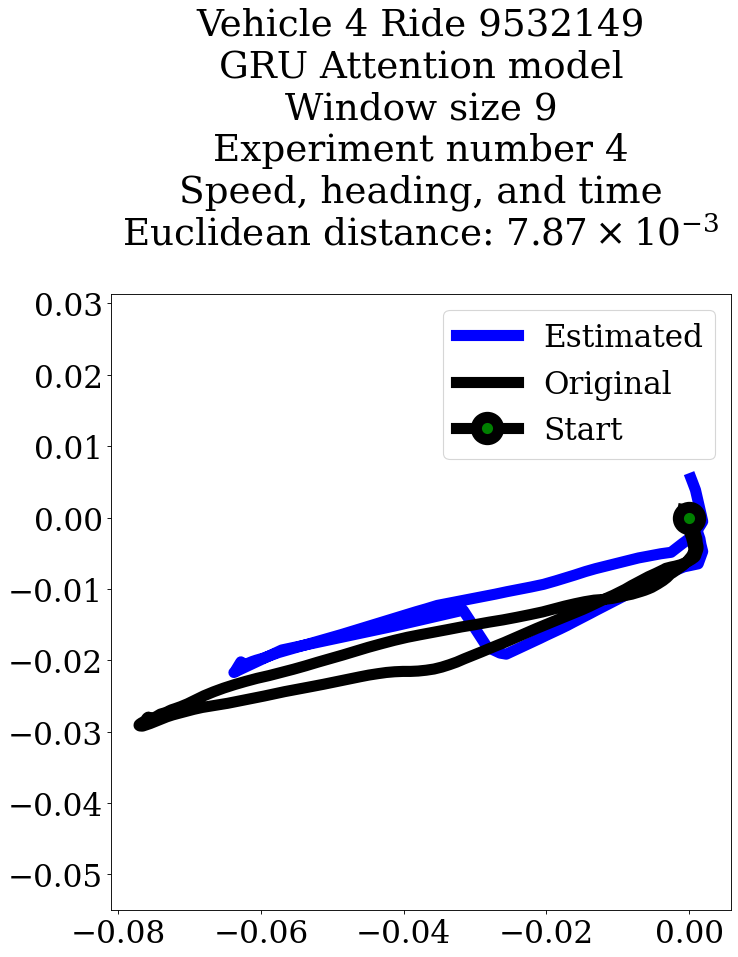 Vehicle 4 Ride 9532149
GRU Attention model
Window size 9
Experiment number 4
Speed, heading, and time
Euclidean distance: 7.87 × 10⁻³
Estimated
Original
Start
0.03
0.02
0.01
0.00
−0.01
−0.02
−0.03
−0.04
−0.05
−0.08 −0.06 −0.04 −0.02 0.00